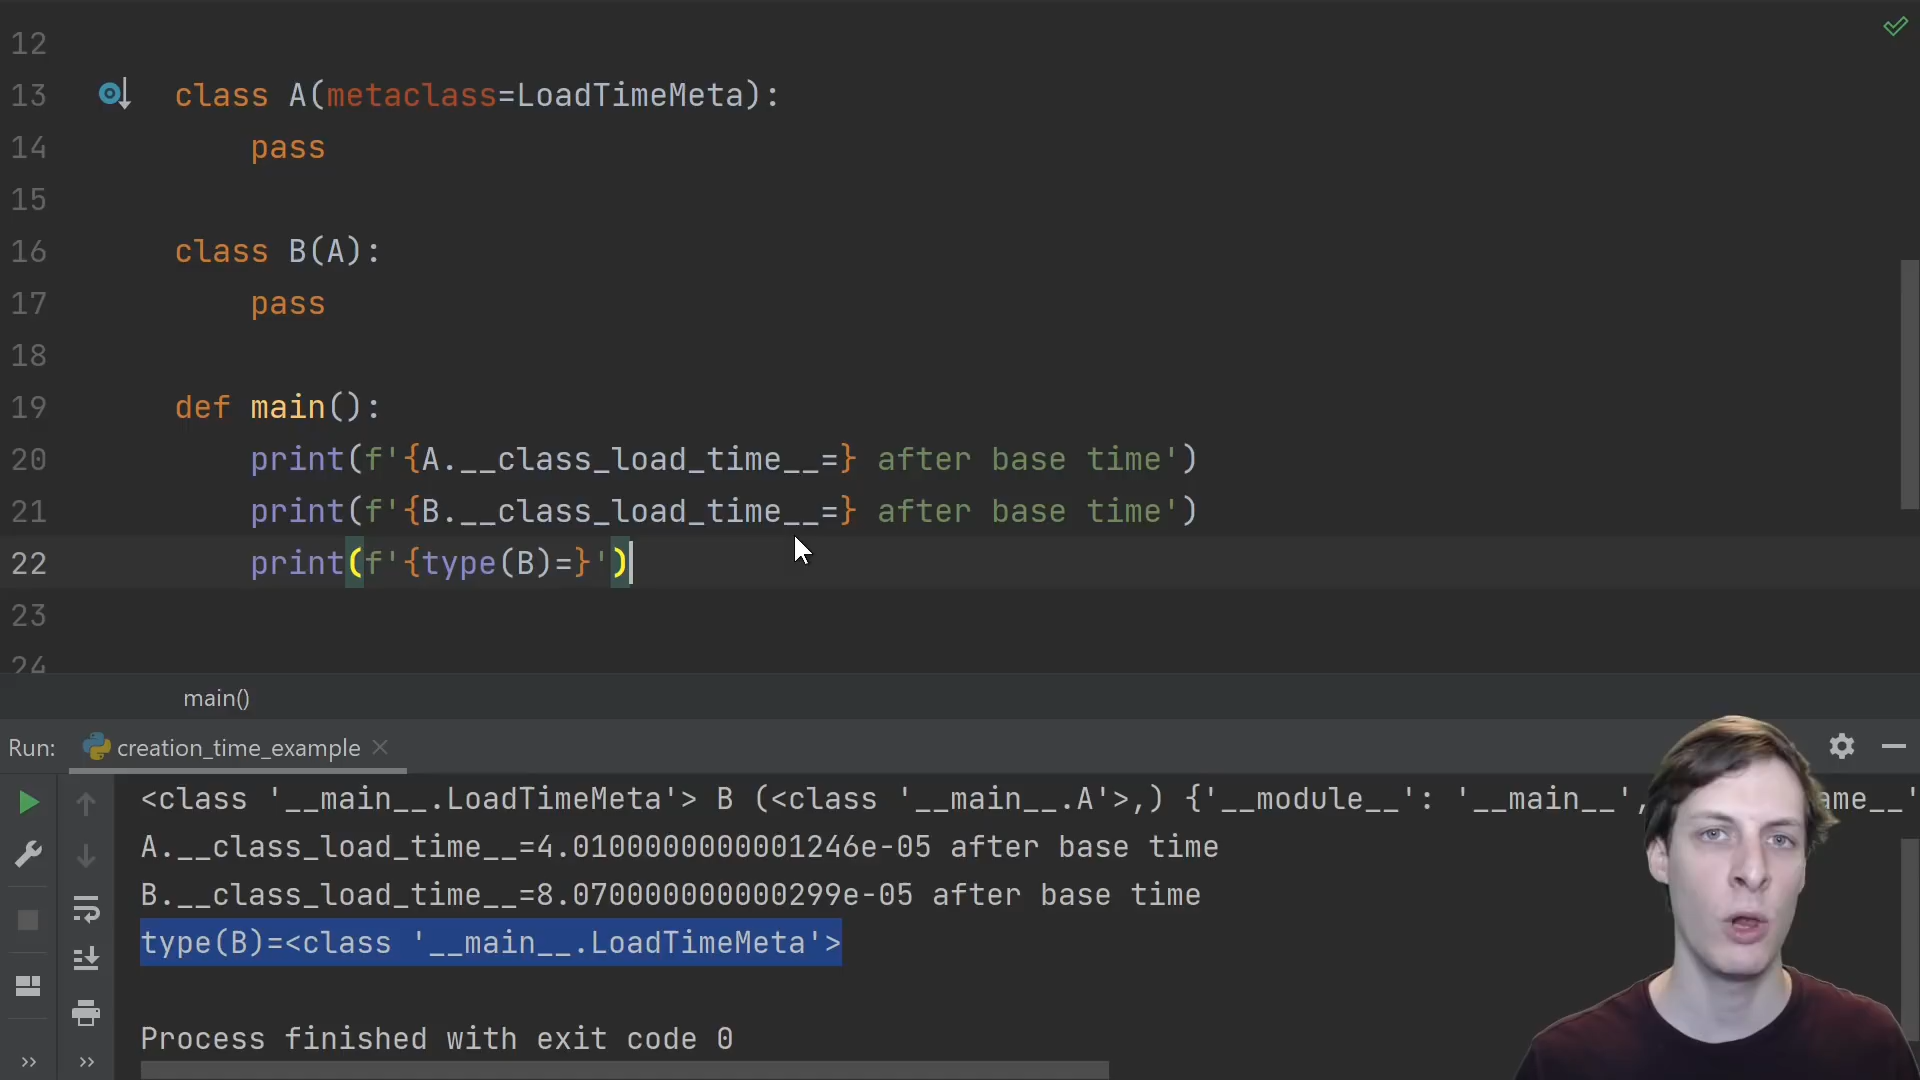 12
13 class A(metaclass=LoadTimeMeta):
14 pass
15
16 class B(A):
17 pass
18
19 def main():
20 print(f'{A.__class_load_time__=} after base time')
21 print(f'{B.__class_load_time__=} after base time')
22 print(f'{type(B)=}')
23
24
main()
Run: creation_time_example
<class '__main__.LoadTimeMeta'> B (<class '__main__.A'>,) {'__module__': '__main__', ame__'
A.__class_load_time__=4.0100000000001246e-05 after base time
B.__class_load_time__=8.070000000000299e-05 after base time
type(B)=<class '__main__.LoadTimeMeta'>
Process finished with exit code 0